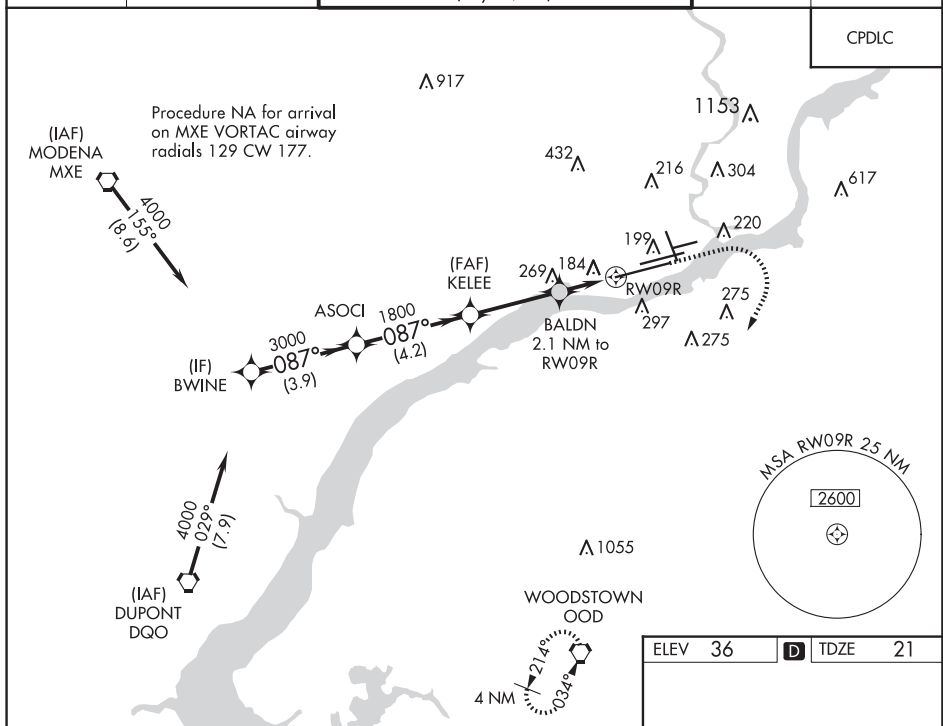 CPDLC
917
1153
Procedure NA for arrival
on MXE VORTAC airway
radials 129 CW 177.
(IAF)
MODENA
MXE
432
216
304
617
4000
155°
(8.6)
199
220
(FAF)
KELEE
269
184
RW09R
ASOCI
1800
087°
(4.2)
275
297
275
BALDN
2.1 NM to
RW09R
3000
087°
(3.9)
(IF)
BWINE
MSA RW09R 25 NM
2600
4000
029°
(7.9)
1055
(IAF)
DUPONT
DQO
WOODSTOWN
OOD
214°
034°
4 NM
ELEV 36 D TDZE 21